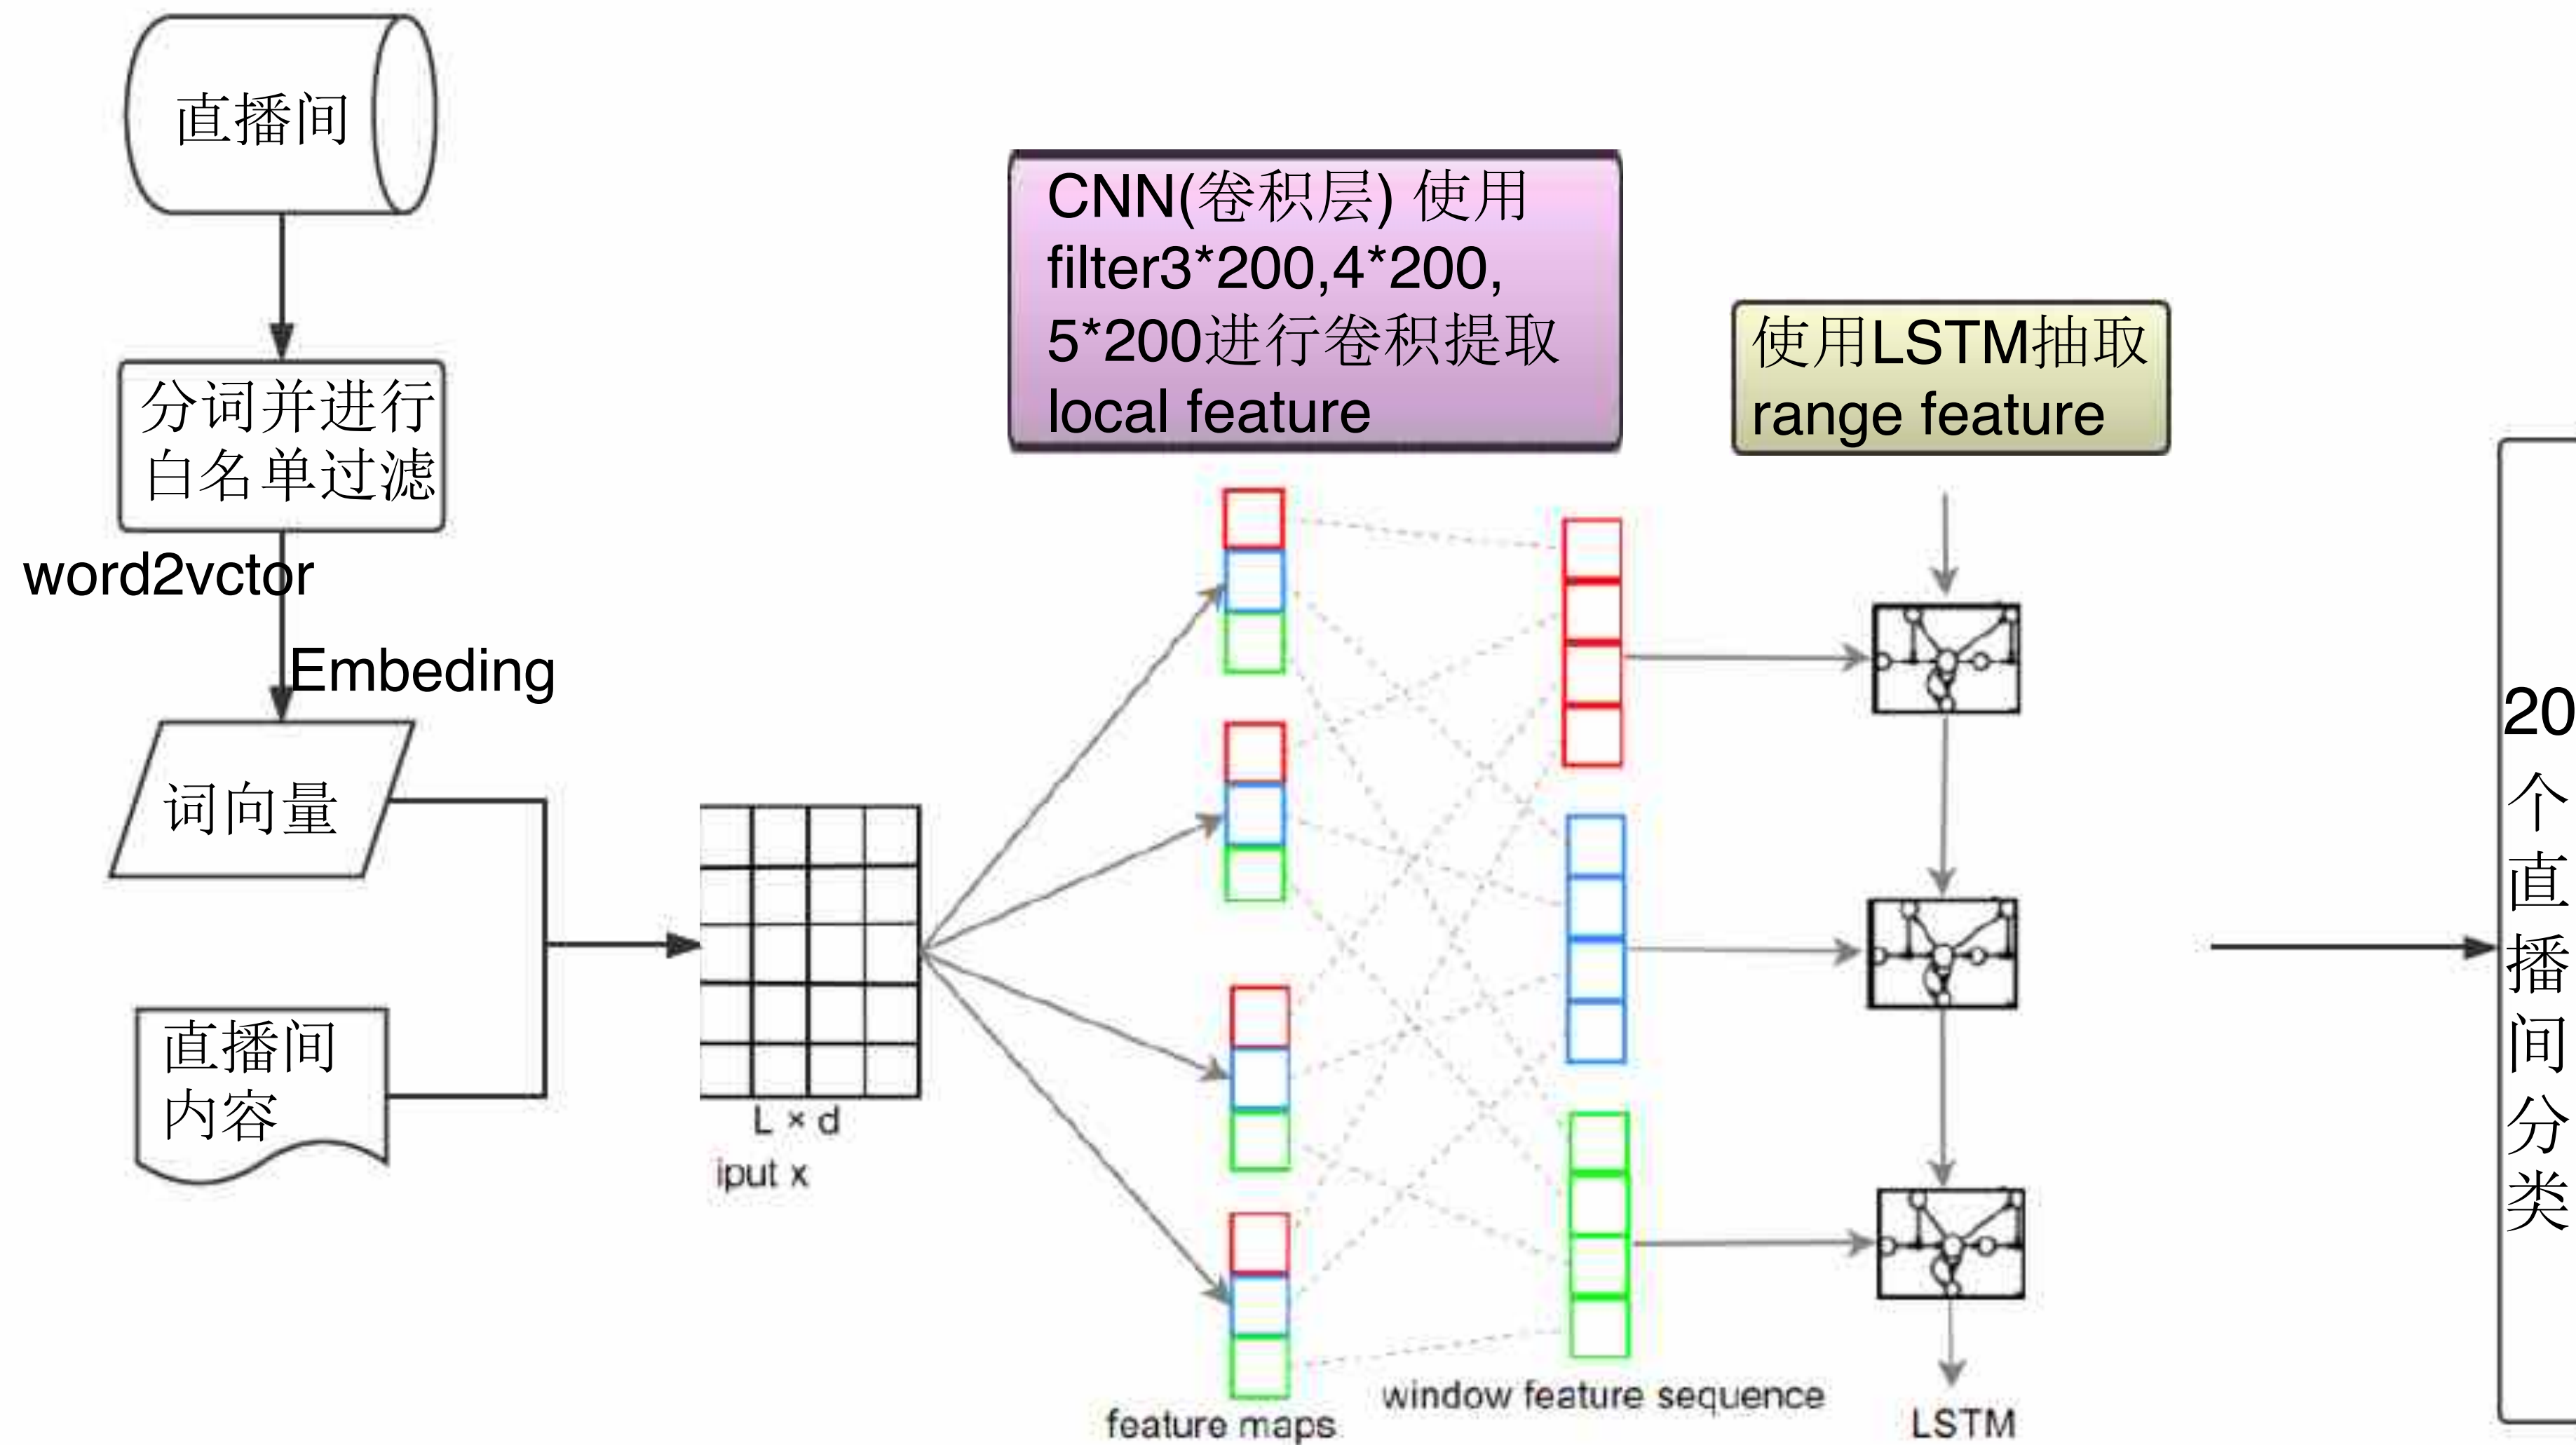 直播间
分词并进行
白名单过滤
word2vctor
Embeding
词向量
直播间
内容
L × d
iput x
CNN(卷积层) 使用
filter3*200,4*200,
5*200进行卷积提取
local feature
feature maps
window feature sequence
使用LSTM抽取
range feature
LSTM
20
个
直
播
间
分
类